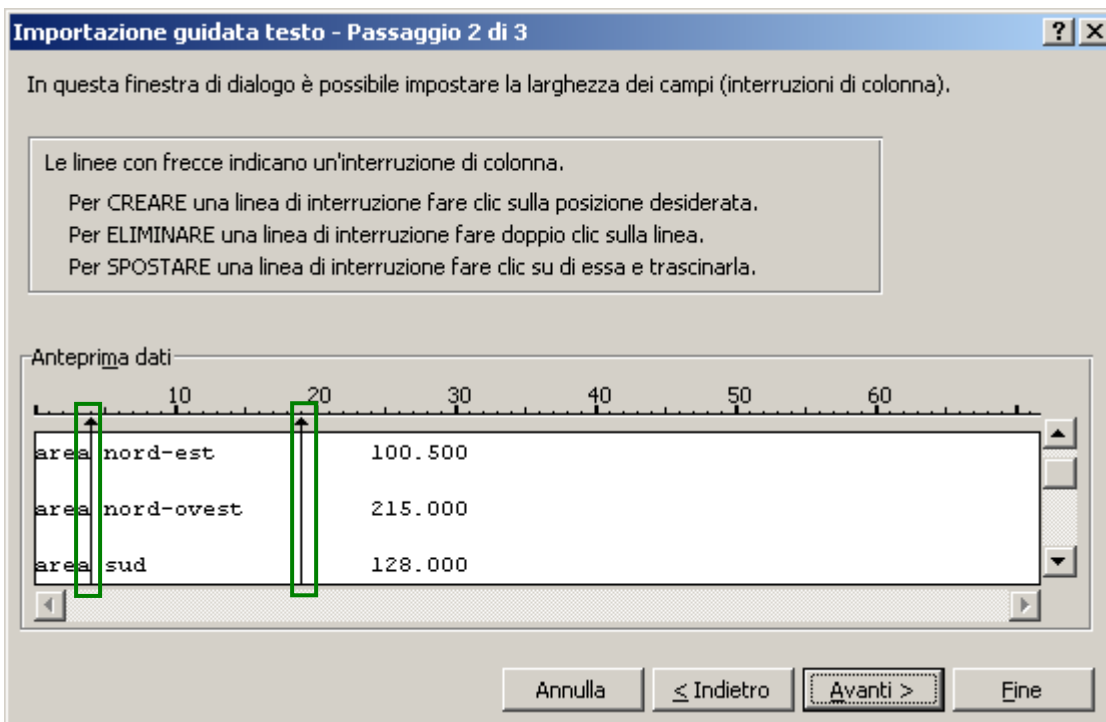 Importazione guidata testo - Passaggio 2 di 3
In questa finestra di dialogo è possibile impostare la larghezza dei campi (interruzioni di colonna).
Le linee con frecce indicano un'interruzione di colonna.
Per CREARE una linea di interruzione fare clic sulla posizione desiderata.
Per ELIMINARE una linea di interruzione fare doppio clic sulla linea.
Per SPOSTARE una linea di interruzione fare clic su di essa e trascinarla.
Anteprima dati
10 20 30 40 50 60
area nord-est 100.500
area nord-ovest 215.000
area sud 128.000
Annulla < Indietro Avanti > Fine